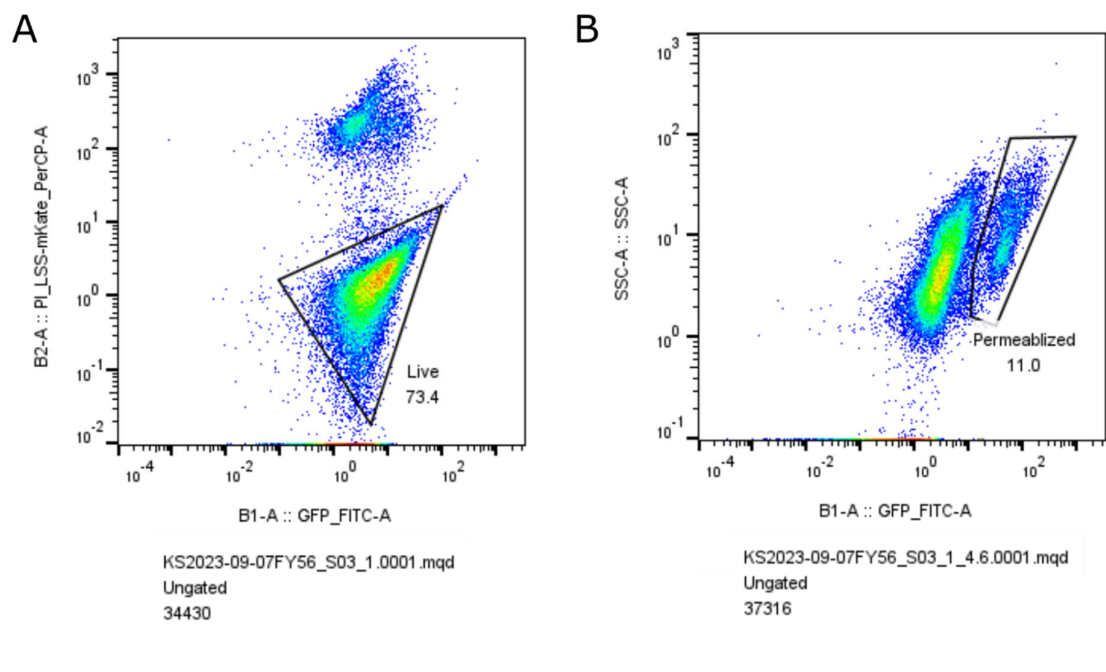 A
10^3
10^2
10^1
10^0
10^-1
10^-2
B2-A :: PI_LSS-mKate_PerCP-A
Live
73.4
10^-4
10^-2
10^0
10^2
B1-A :: GFP_FITC-A
KS2023-09-07FY56_S03_1.0001.mqd
Ungated
34430
B
10^3
10^2
10^1
10^0
10^-1
SSC-A :: SSC-A
Permeablized
11.0
10^-4
10^-2
10^0
10^2
B1-A :: GFP_FITC-A
KS2023-09-07FY56_S03_1_4.6.0001.mqd
Ungated
37316